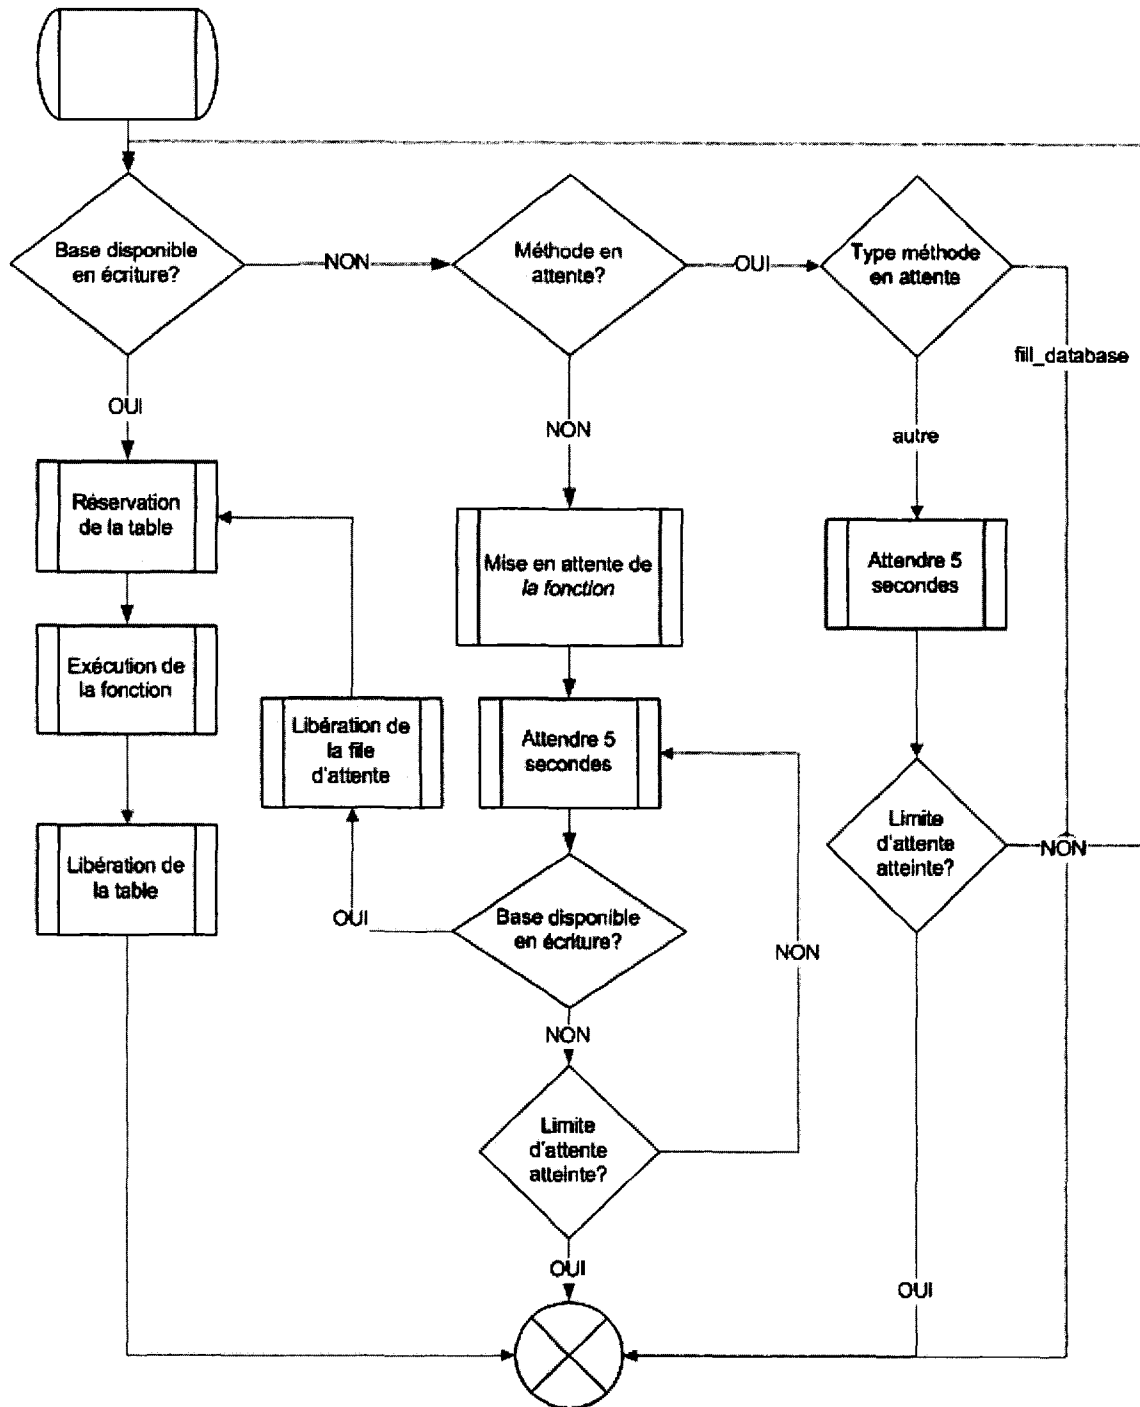 Base disponible
en écriture?
NON
Méthode en
attente?
OUI
Type méthode
en attente
fill_database
OUI
NON
autre
Réservation
de la table
Mise en attente de
la fonction
Attendre 5
secondes
Exécution de
la fonction
Libération de
la file
d'attente
Attendre 5
secondes
Limite
d'attente
atteinte?
NON
Libération de
la table
OUI
Base disponible
en écriture?
NON
NON
Limite
d'attente
atteinte?
OUI
OUI